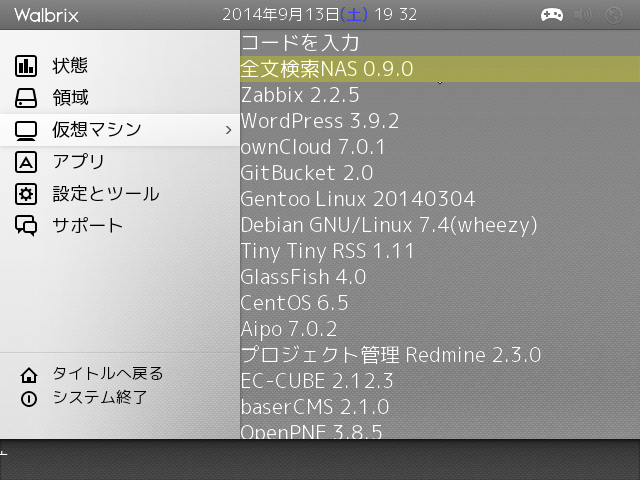 Walbrix
2014年9月13日(土) 19 32
状態
領域
仮想マシン
アプリ
設定とツール
サポート
タイトルへ戻る
システム終了
コードを入力
全文検索NAS 0.9.0
Zabbix 2.2.5
WordPress 3.9.2
ownCloud 7.0.1
GitBucket 2.0
Gentoo Linux 20140304
Debian GNU/Linux 7.4(wheezy)
Tiny Tiny RSS 1.11
GlassFish 4.0
CentOS 6.5
Aipo 7.0.2
プロジェクト管理 Redmine 2.3.0
EC-CUBE 2.12.3
baserCMS 2.1.0
OpenPNE 3.8.5